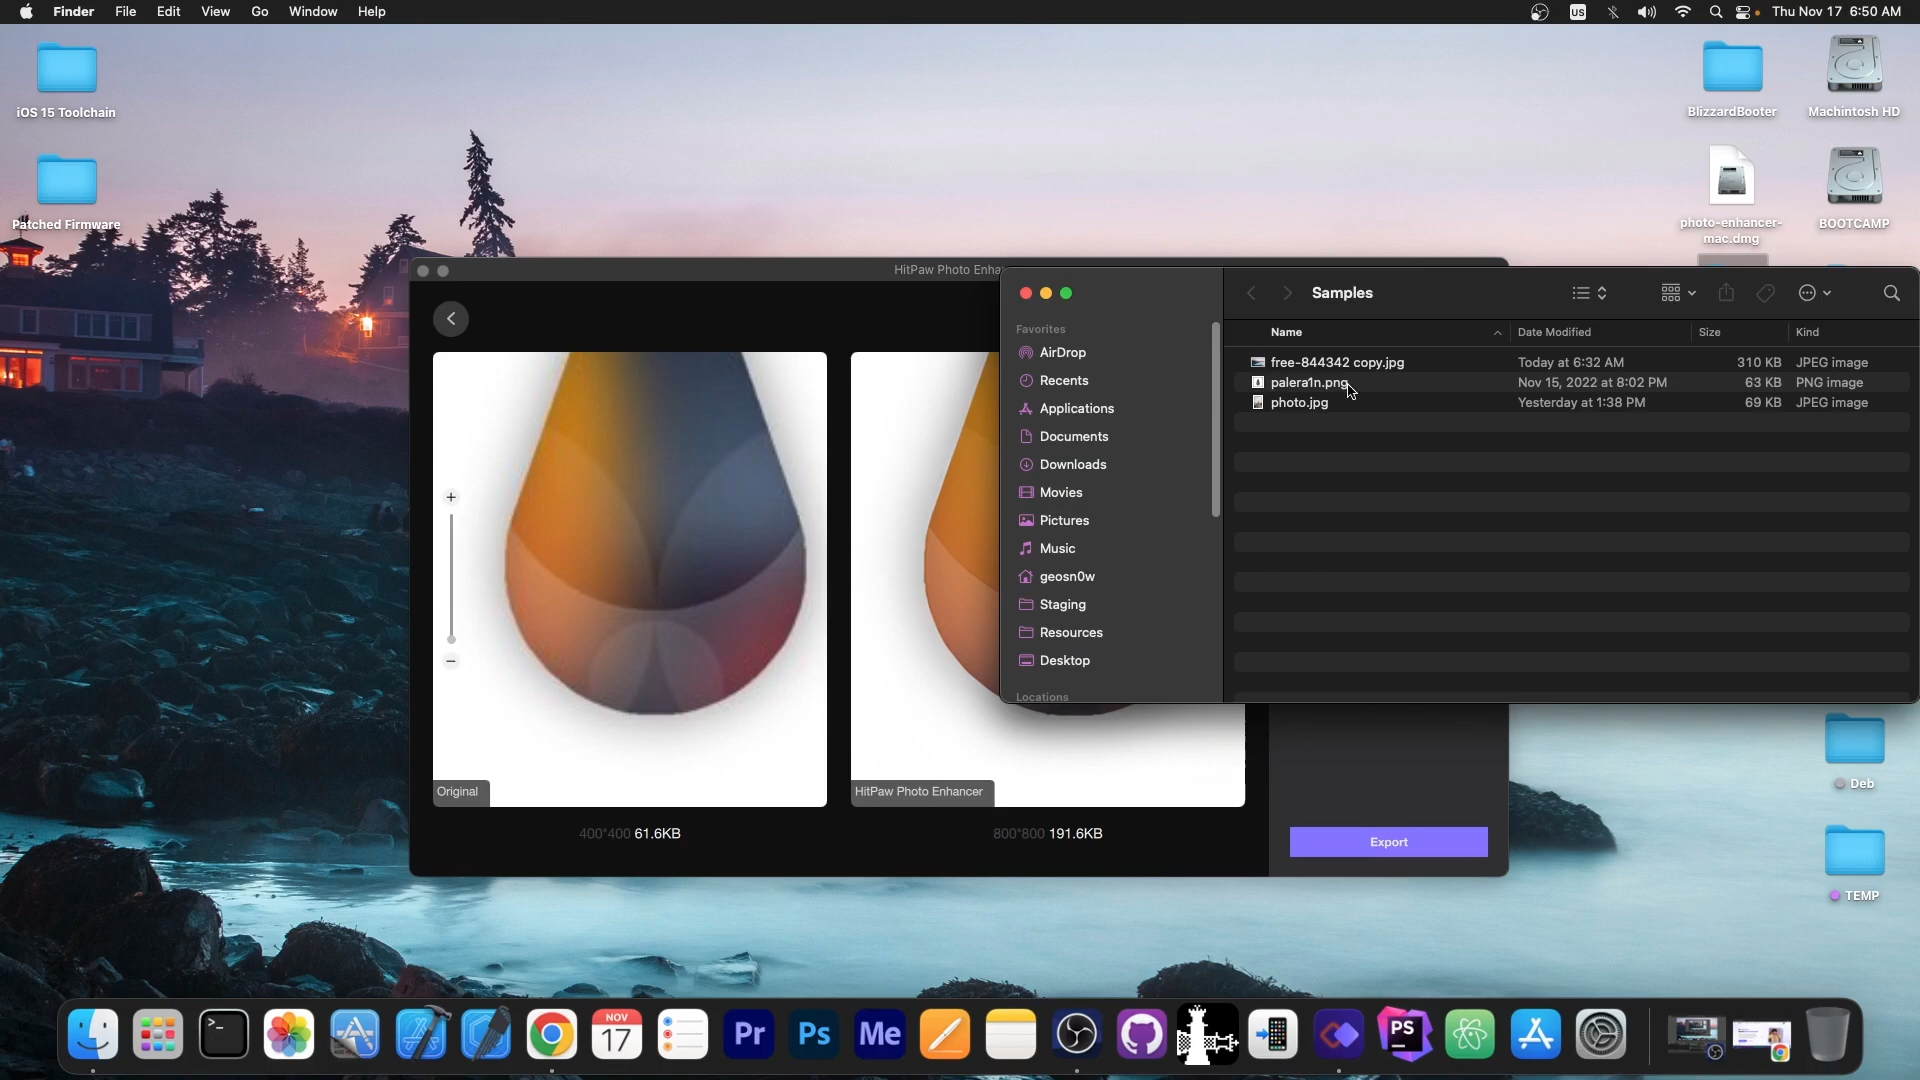 Finder File Edit View Go Window Help
US
Thu Nov 17 6:50 AM
iOS 15 Toolchain
Patched Firmware
BlizzardBooter
Machintosh HD
photo-enhancer-
mac.dmg
BOOTCAMP
HitPaw Photo Enha
Samples
Favorites
AirDrop
Recents
Applications
Documents
Downloads
Movies
Pictures
Music
geosn0w
Staging
Resources
Desktop
Locations
Name Date Modified Size Kind
free-844342 copy.jpg Today at 6:32 AM 310 KB JPEG image
palera1n.png Nov 15, 2022 at 8:02 PM 63 KB PNG image
photo.jpg Yesterday at 1:38 PM 69 KB JPEG image
Original
HitPaw Photo Enhancer
400*400 61.6KB
800*800 191.6KB
Export
Deb
TEMP
NOV
17
Pr
Ps
Me
PS